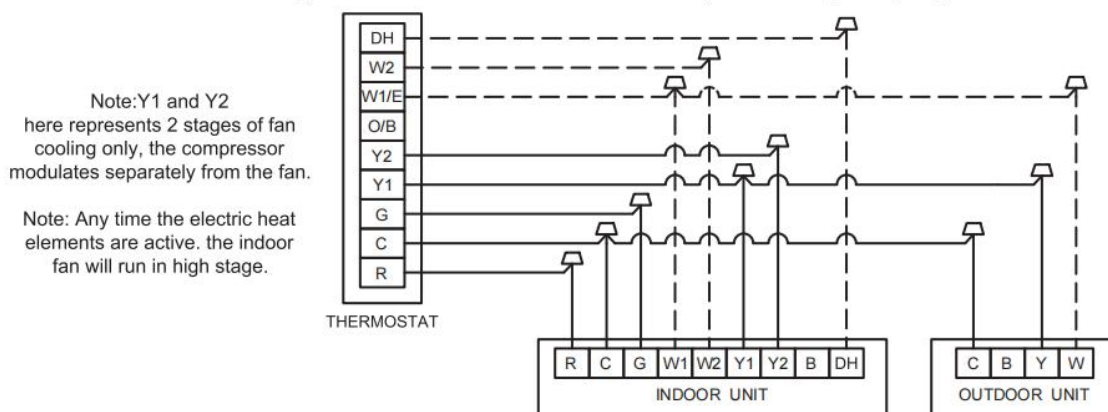 Note:Y1 and Y2
here represents 2 stages of fan
cooling only, the compressor
modulates separately from the fan.
Note: Any time the electric heat
elements are active. the indoor
fan will run in high stage.
DH
W2
W1/E
O/B
Y2
Y1
G
C
R
THERMOSTAT
R C G W1 W2 Y1 Y2 B DH
INDOOR UNIT
C B Y W
OUTDOOR UNIT